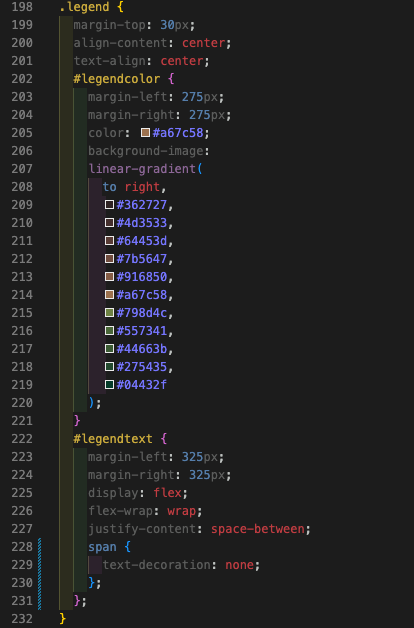 198 .legend {
199 margin-top: 30px;
200 align-content: center;
201 text-align: center;
202 #legendcolor {
203 margin-left: 275px;
204 margin-right: 275px;
205 color: #a67c58;
206 background-image:
207 linear-gradient(
208 to right,
209 #362727,
210 #4d3533,
211 #64453d,
212 #7b5647,
213 #916850,
214 #a67c58,
215 #798d4c,
216 #557341,
217 #44663b,
218 #275435,
219 #04432f
220 );
221 }
222 #legendtext {
223 margin-left: 325px;
224 margin-right: 325px;
225 display: flex;
226 flex-wrap: wrap;
227 justify-content: space-between;
228 span {
229 text-decoration: none;
230 };
231 };
232 }